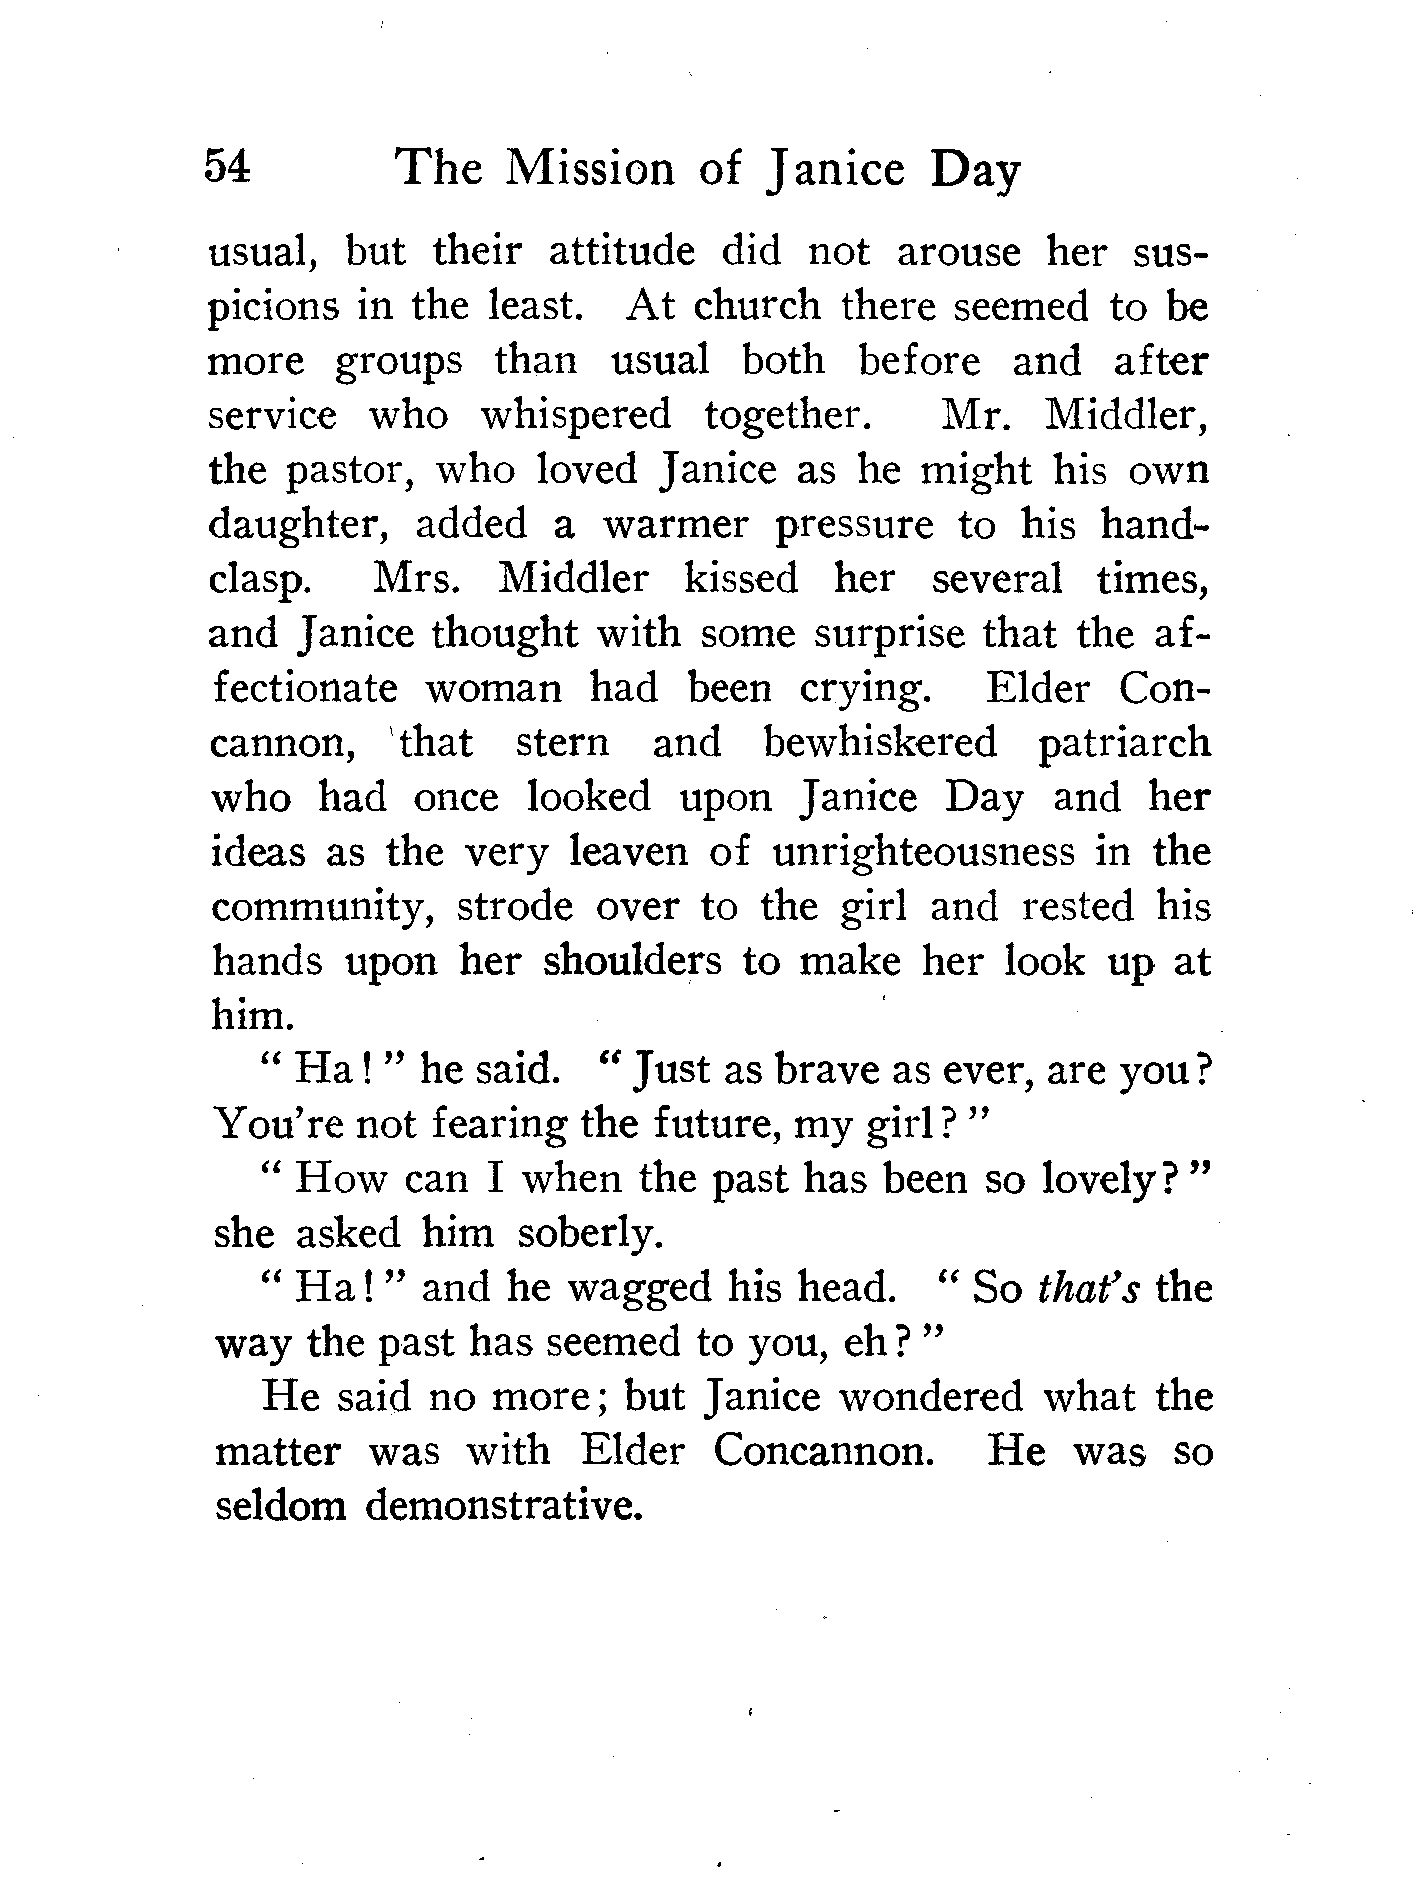 54 The Mission of Janice Day
usual, but their attitude did not arouse her sus-
picions in the least. At church there seemed to be
more groups than usual both before and after
service who whispered together. Mr. Middler,
the pastor, who loved Janice as he might his own
daughter, added a warmer pressure to his hand-
clasp. Mrs. Middler kissed her several times,
and Janice thought with some surprise that the af-
fectionate woman had been crying. Elder Con-
cannon, that stern and bewhiskered patriarch
who had once looked upon Janice Day and her
ideas as the very leaven of unrighteousness in the
community, strode over to the girl and rested his
hands upon her shoulders to make her look up at
him.
“ Ha ! ” he said. “ Just as brave as ever, are you?
You're not fearing the future, my girl? ”
“ How can I when the past has been so lovely? ”
she asked him soberly.
“ Ha! ” and he wagged his head. “ So that's the
way the past has seemed to you, eh? ”
He said no more; but Janice wondered what the
matter was with Elder Concannon. He was so
seldom demonstrative.